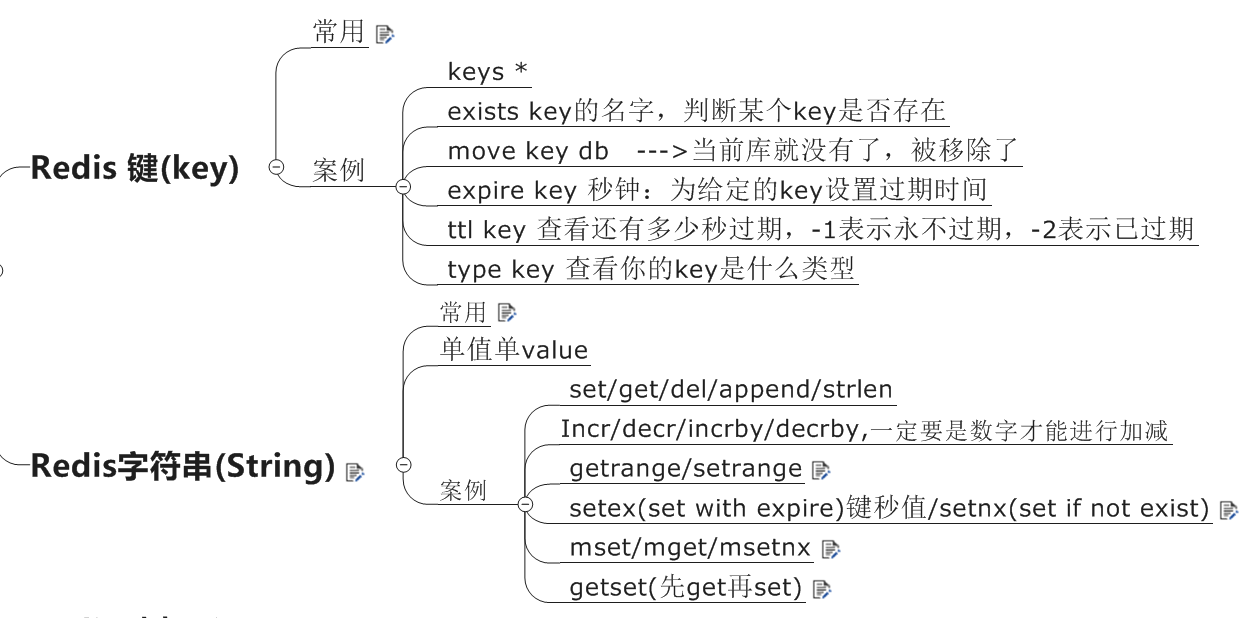 常用
keys *
exists key的名字，判断某个key是否存在
move key db --->当前库就没有了，被移除了
Redis 键(key)
案例
expire key 秒钟：为给定的key设置过期时间
ttl key 查看还有多少秒过期，-1表示永不过期，-2表示已过期
type key 查看你的key是什么类型
常用
单值单value
set/get/del/append/strlen
Incr/decr/incrby/decrby,一定要是数字才能进行加减
Redis字符串(String)
getrange/setrange
案例
setex(set with expire)键秒值/setnx(set if not exist)
mset/mget/msetnx
getset(先get再set)